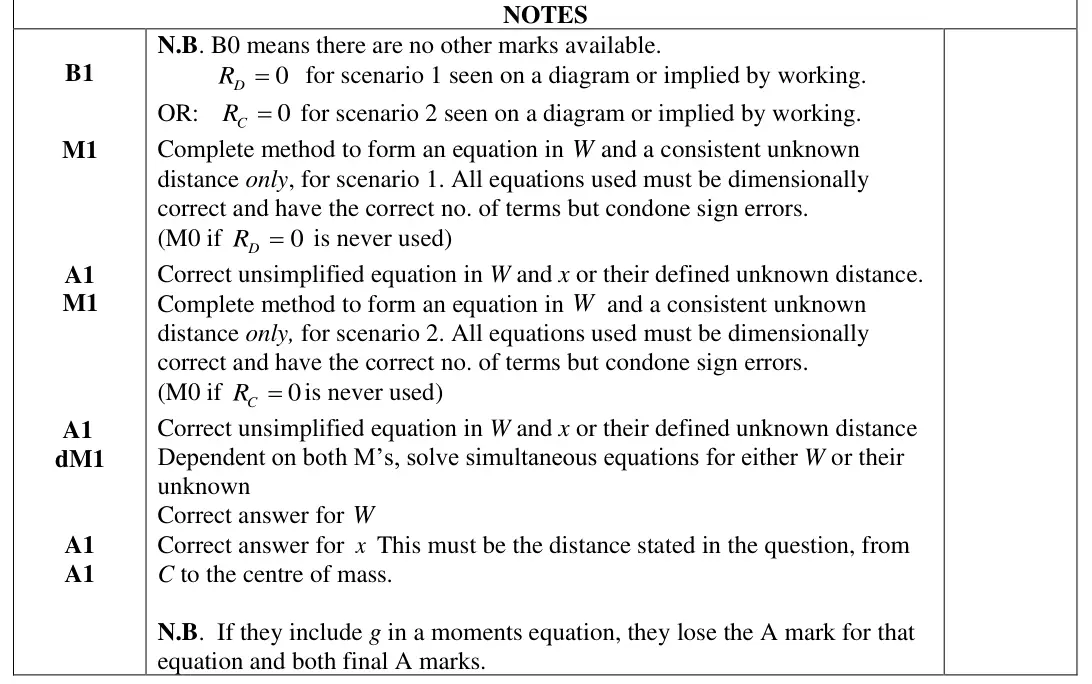 NOTES
N.B. B0 means there are no other marks available.
B1 R_D = 0 for scenario 1 seen on a diagram or implied by working.
OR: R_C = 0 for scenario 2 seen on a diagram or implied by working.
M1 Complete method to form an equation in W and a consistent unknown
distance only, for scenario 1. All equations used must be dimensionally
correct and have the correct no. of terms but condone sign errors.
(M0 if R_D = 0 is never used)
A1 Correct unsimplified equation in W and x or their defined unknown distance.
M1 Complete method to form an equation in W and a consistent unknown
distance only, for scenario 2. All equations used must be dimensionally
correct and have the correct no. of terms but condone sign errors.
(M0 if R_C = 0 is never used)
A1 Correct unsimplified equation in W and x or their defined unknown distance
dM1 Dependent on both M’s, solve simultaneous equations for either W or their
unknown
Correct answer for W
A1 Correct answer for x This must be the distance stated in the question, from
A1 C to the centre of mass.
N.B. If they include g in a moments equation, they lose the A mark for that
equation and both final A marks.